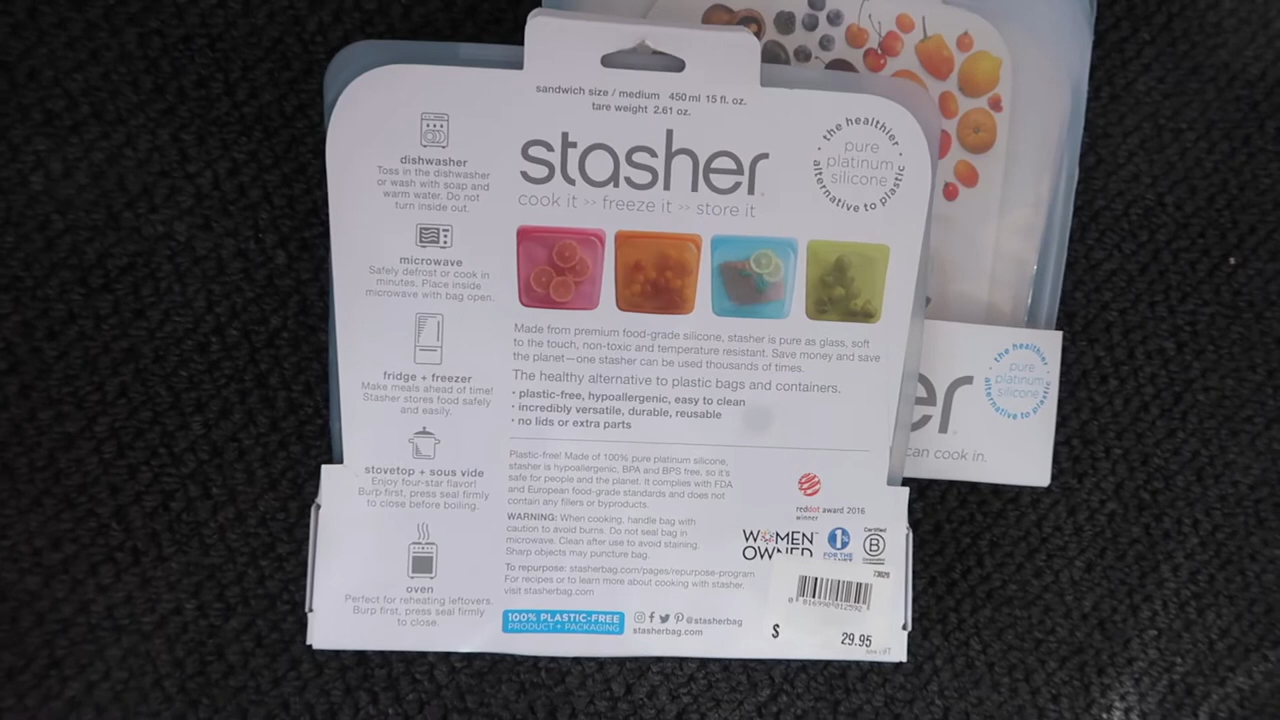 sandwich size / medium 450ml 15 fl. oz.
tare weight 2.61 oz.
stasher
cook it >> freeze it >> store it
the healthier
pure
platinum
silicone
alternative to plastic
dishwasher
Toss in the dishwasher
or wash with soap and
warm water. Do not
turn inside out.
microwave
Safely defrost or cook in
minutes. Place inside
microwave with bag open.
fridge + freezer
Make meals ahead of time!
Stasher stores food safely
and easily.
stovetop + sous vide
Enjoy four-star flavor!
Burp first, press seal firmly
to close before boiling.
oven
Perfect for reheating leftovers.
Burp first, press seal firmly
to close.
Made from premium food-grade silicone, stasher is pure as glass, soft
to the touch, non-toxic and temperature resistant. Save money and save
the planet—one stasher can be used thousands of times.
The healthy alternative to plastic bags and containers.
• plastic-free, hypoallergenic, easy to clean
• incredibly versatile, durable, reusable
• no lids or extra parts
Plastic-free! Made of 100% pure platinum silicone,
stasher is hypoallergenic, BPA and BPS free, so it's
safe for people and the planet. It complies with FDA
and European food-grade standards and does not
contain any fillers or byproducts.
WARNING: When cooking, handle bag with
caution to avoid burns. Do not seal bag in
microwave. Clean after use to avoid staining.
Sharp objects may puncture bag.
To repurpose: stasherbag.com/pages/repurpose-program
For recipes or to learn more about cooking with stasher,
visit stasherbag.com
100% PLASTIC-FREE
PRODUCT + PACKAGING
@stasherbag
stasherbag.com
reddot award 2016
winner
WOMEN
OWNED
1%
FOR THE
Certified
B
Corporation
73029
0 016990 012592
$ 29.95
er
can cook in.
the healthier
pure
platinum
silicone
alternative to plastic